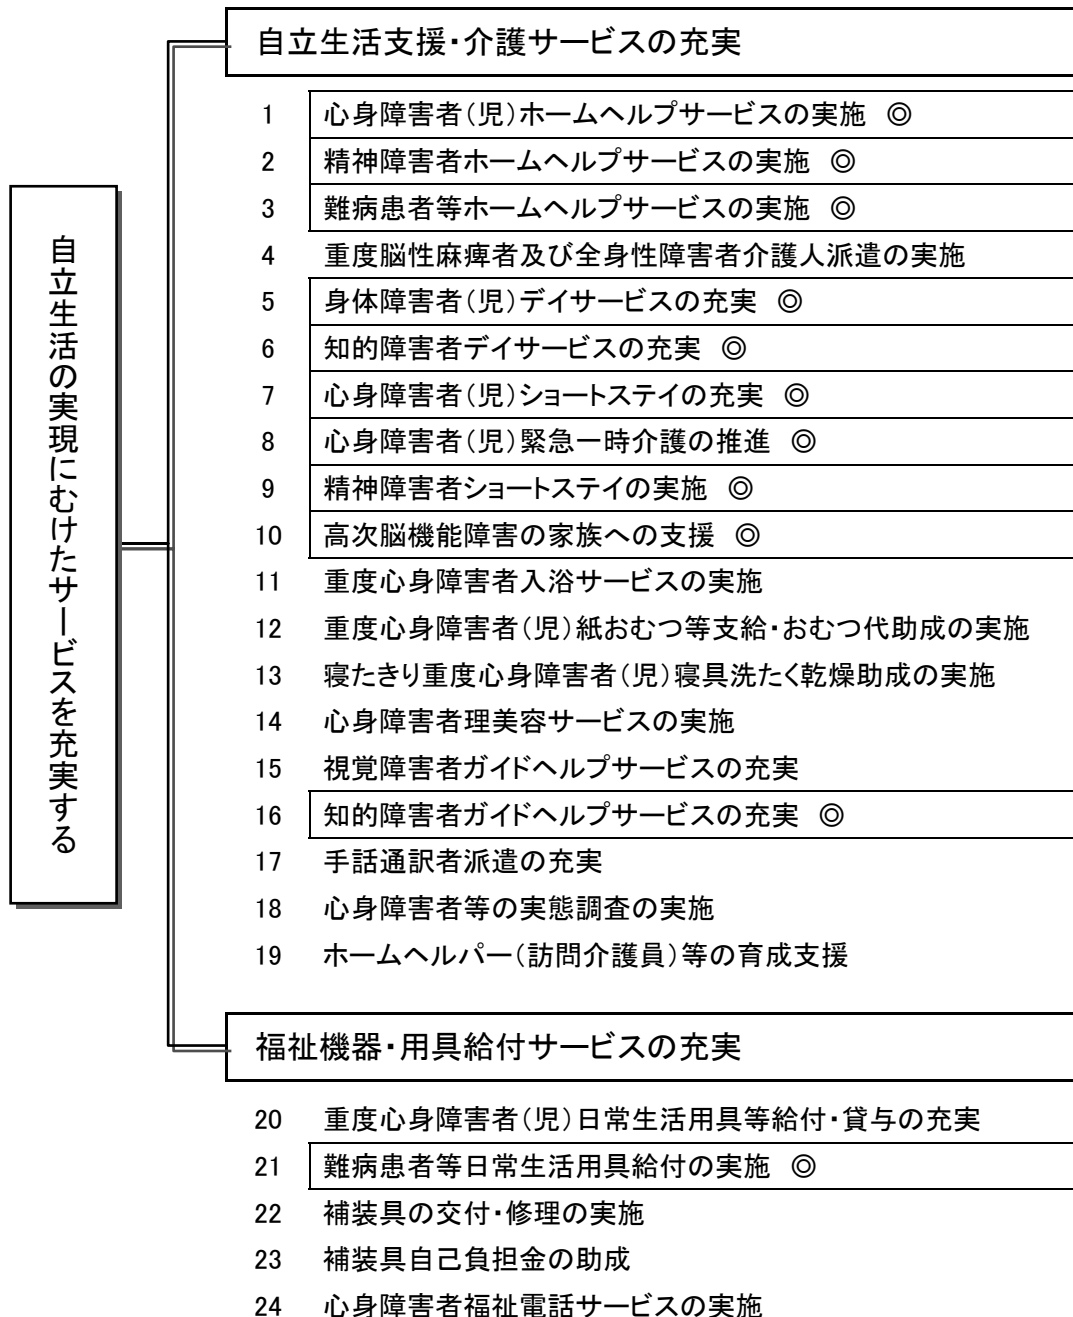 自立生活の実現にむけたサービスを充実する
自立生活支援・介護サービスの充実
1 心身障害者(児)ホームヘルプサービスの実施 ◎
2 精神障害者ホームヘルプサービスの実施 ◎
3 難病患者等ホームヘルプサービスの実施 ◎
4 重度脳性麻痺者及び全身性障害者介護人派遣の実施
5 身体障害者(児)デイサービスの充実 ◎
6 知的障害者デイサービスの充実 ◎
7 心身障害者(児)ショートステイの充実 ◎
8 心身障害者(児)緊急一時介護の推進 ◎
9 精神障害者ショートステイの実施 ◎
10 高次脳機能障害の家族への支援 ◎
11 重度心身障害者入浴サービスの実施
12 重度心身障害者(児)紙おむつ等支給・おむつ代助成の実施
13 寝たきり重度心身障害者(児)寝具洗たく乾燥助成の実施
14 心身障害者理美容サービスの実施
15 視覚障害者ガイドヘルプサービスの充実
16 知的障害者ガイドヘルプサービスの充実 ◎
17 手話通訳者派遣の充実
18 心身障害者等の実態調査の実施
19 ホームヘルパー(訪問介護員)等の育成支援
福祉機器・用具給付サービスの充実
20 重度心身障害者(児)日常生活用具等給付・貸与の充実
21 難病患者等日常生活用具給付の実施 ◎
22 補装具の交付・修理の実施
23 補装具自己負担金の助成
24 心身障害者福祉電話サービスの実施